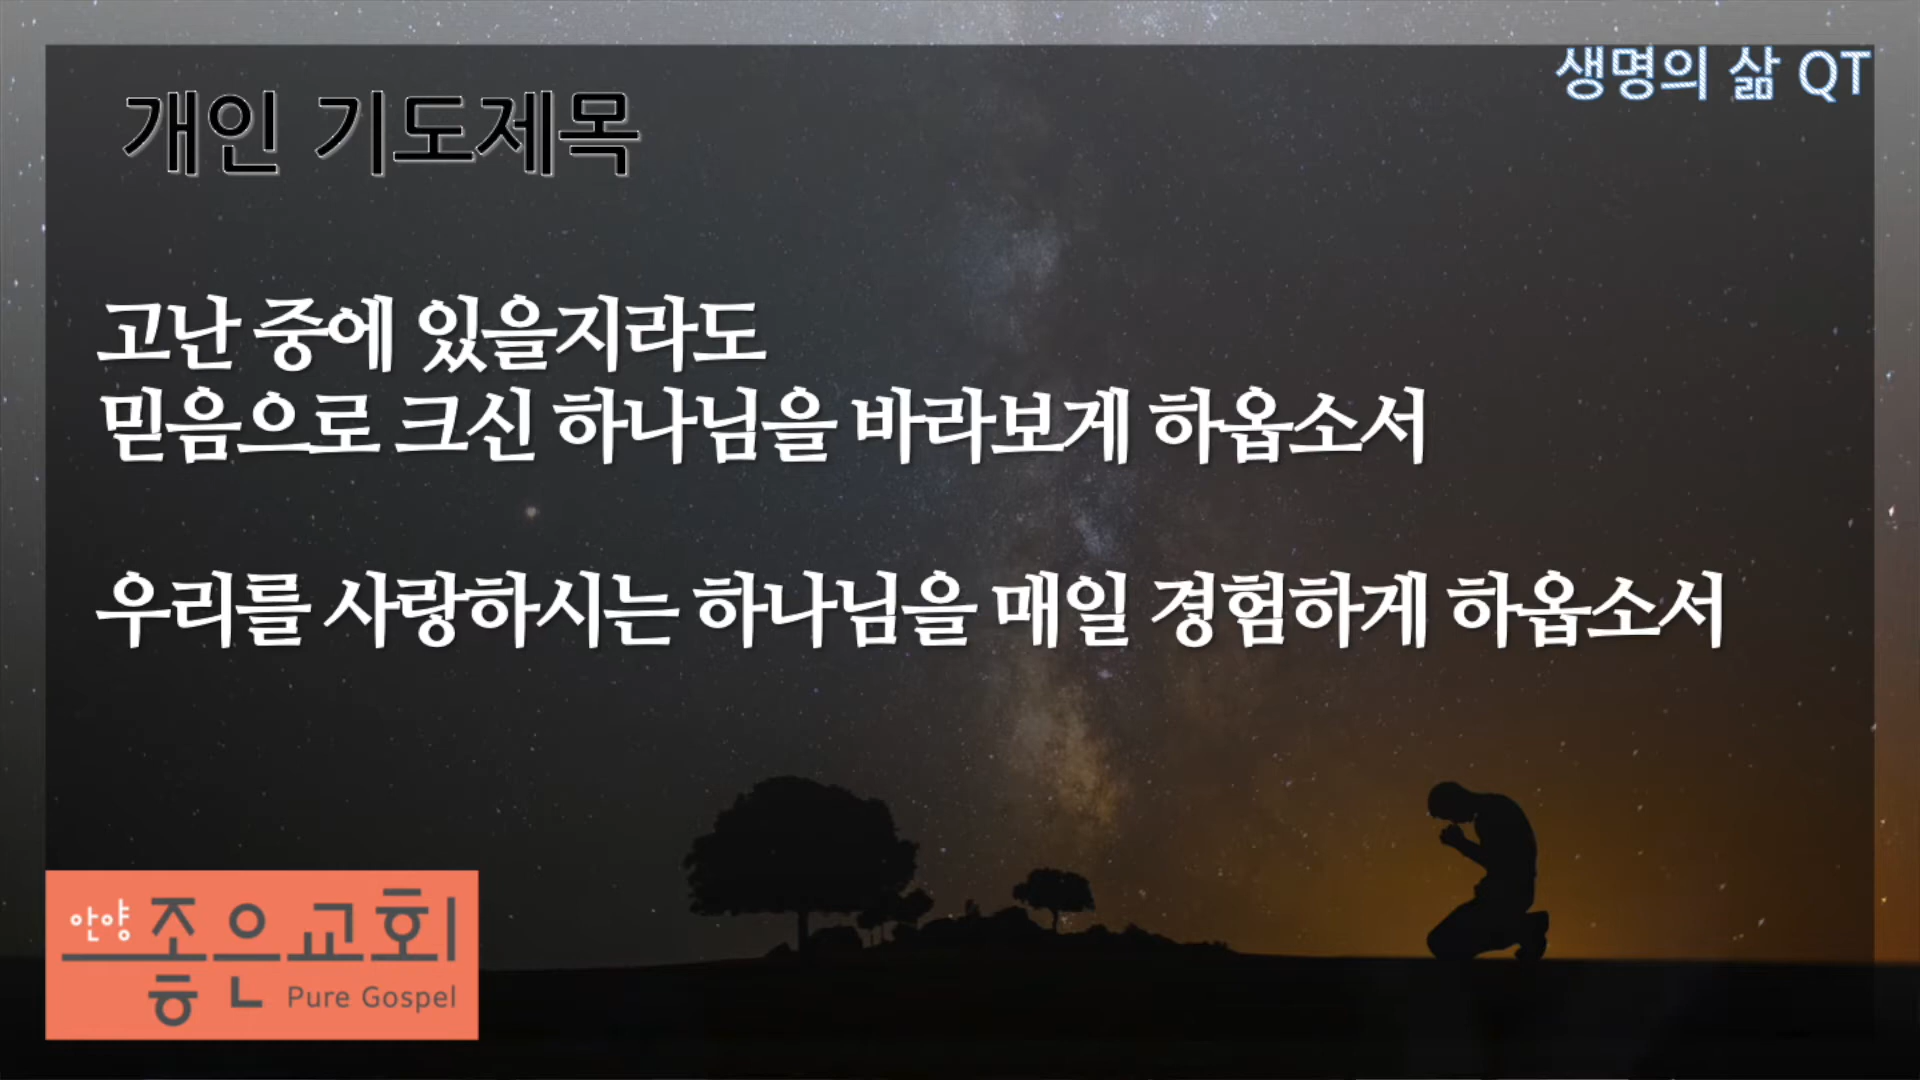 생명의 삶 QT
개인 기도제목
고난 중에 있을지라도
믿음으로 크신 하나님을 바라보게 하옵소서
우리를 사랑하시는 하나님을 매일 경험하게 하옵소서
안양 좋은교회
Pure Gospel